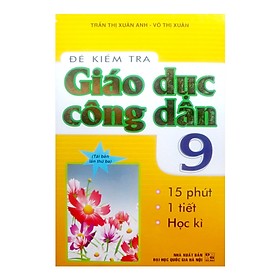 TRẦN THỊ XUÂN ANH - VÕ THỊ XUÂN
ĐỀ KIỂM TRA
Giáo dục
công dân
9
(Tái bản
lần thứ ba)
15 phút
1 tiết
Học kì
NHÀ XUẤT BẢN
ĐẠI HỌC QUỐC GIA HÀ NỘI